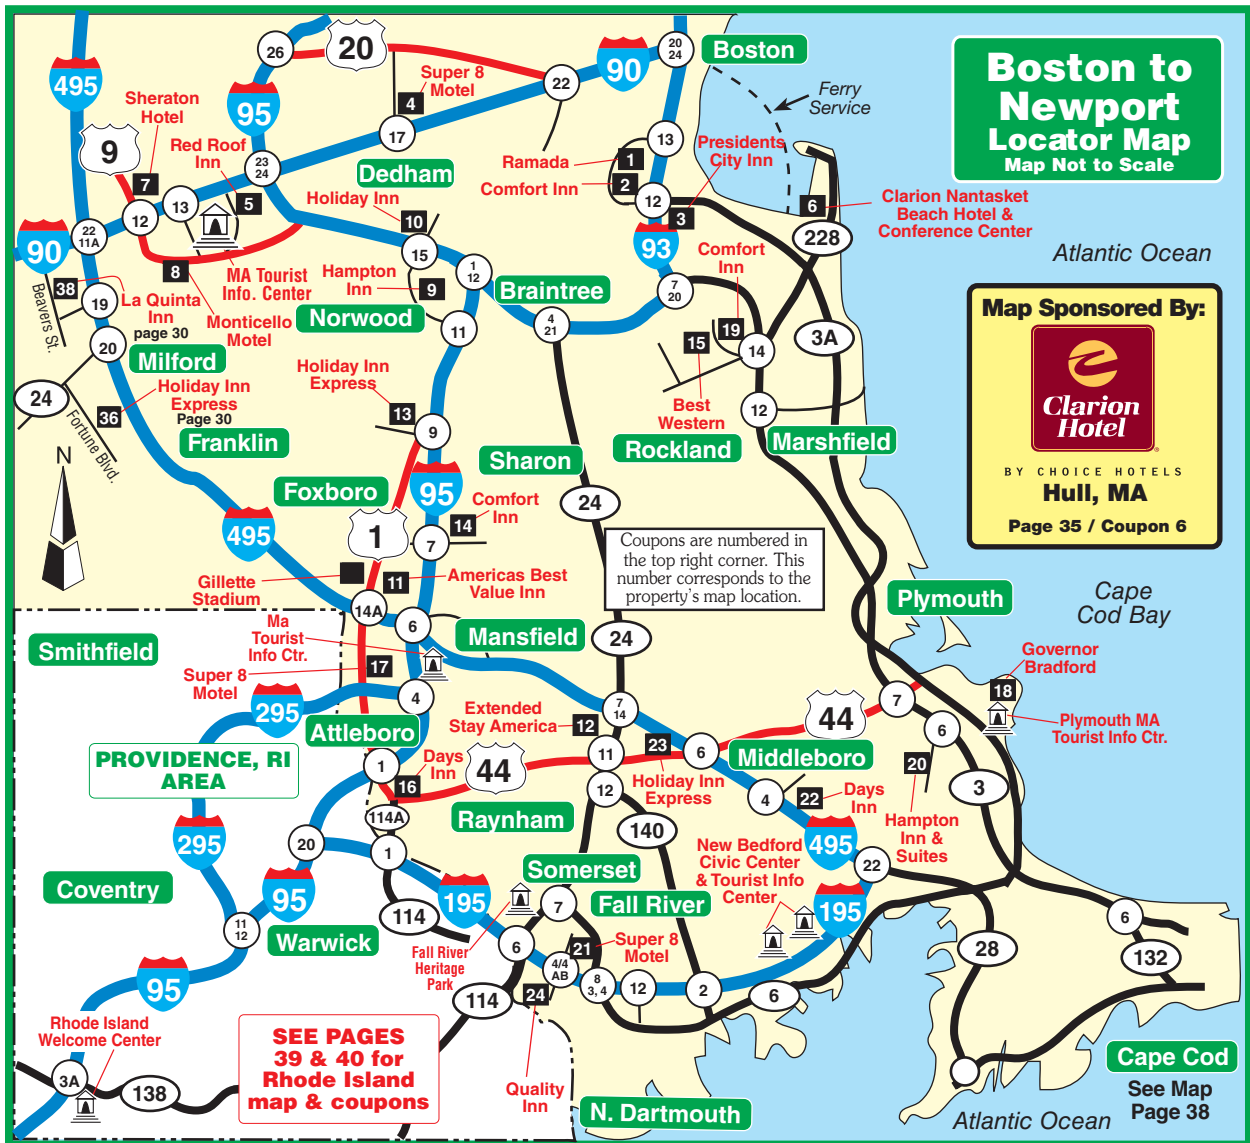 Boston to
Newport
Locator Map
Map Not to Scale
Map Sponsored By:
Clarion
Hotel
BY CHOICE HOTELS
Hull, MA
Page 35 / Coupon 6
Coupons are numbered in
the top right corner. This
number corresponds to the
property's map location.
26
20
495
95
90
20
24
Boston
Ferry
Service
22
Super 8
Motel
4
17
Sheraton
Hotel
9
7
Red Roof
Inn
23
24
13
Ramada
1
Comfort Inn
2
Presidents
City Inn
12
3
Dedham
13
12
5
Holiday Inn
10
6
Clarion Nantasket
Beach Hotel &
Conference Center
228
Atlantic Ocean
22
11A
90
8
MA Tourist
Info. Center
15
1
12
93
Comfort
Inn
38
La Quinta
Inn
page 30
Beavers St.
19
Monticello
Motel
Hampton
Inn
9
Norwood
Braintree
7
20
11
4
21
15
19
14
3A
20
Milford
24
Holiday Inn
Express
Page 30
36
Fortune Blvd.
Franklin
Holiday Inn
Express
13
9
Best
Western
12
Rockland
Marshfield
N
Sharon
Foxboro
95
24
Comfort
Inn
14
495
1
7
Gillette
Stadium
11
Americas Best
Value Inn
14A
6
Mansfield
24
Plymouth
Cape
Cod Bay
Smithfield
Ma
Tourist
Info Ctr.
17
Super 8
Motel
295
4
Governor
Bradford
18
Plymouth MA
Tourist Info Ctr.
Attleboro
Extended
Stay America
12
7
14
44
7
6
PROVIDENCE, RI
AREA
1
Days
Inn
16
44
11
23
6
Holiday Inn
Express
Middleboro
20
3
12
4
22
Days
Inn
Hampton
Inn &
Suites
114A
Raynham
140
295
20
1
New Bedford
Civic Center
& Tourist Info
Center
495
22
Coventry
95
195
Somerset
Fall River
195
11
12
Warwick
114
7
6
28
132
6
Fall River
Heritage
Park
21
Super 8
Motel
4/4
AB
8
3, 4
12
2
6
95
114
24
Rhode Island
Welcome Center
3A
138
SEE PAGES
39 & 40 for
Rhode Island
map & coupons
Quality
Inn
N. Dartmouth
Cape Cod
See Map
Page 38
Atlantic Ocean